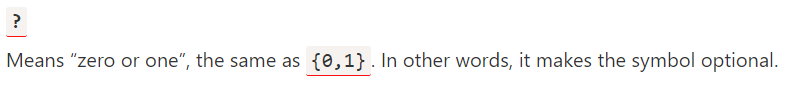 ?
Means “zero or one”, the same as {0,1}. In other words, it makes the symbol optional.